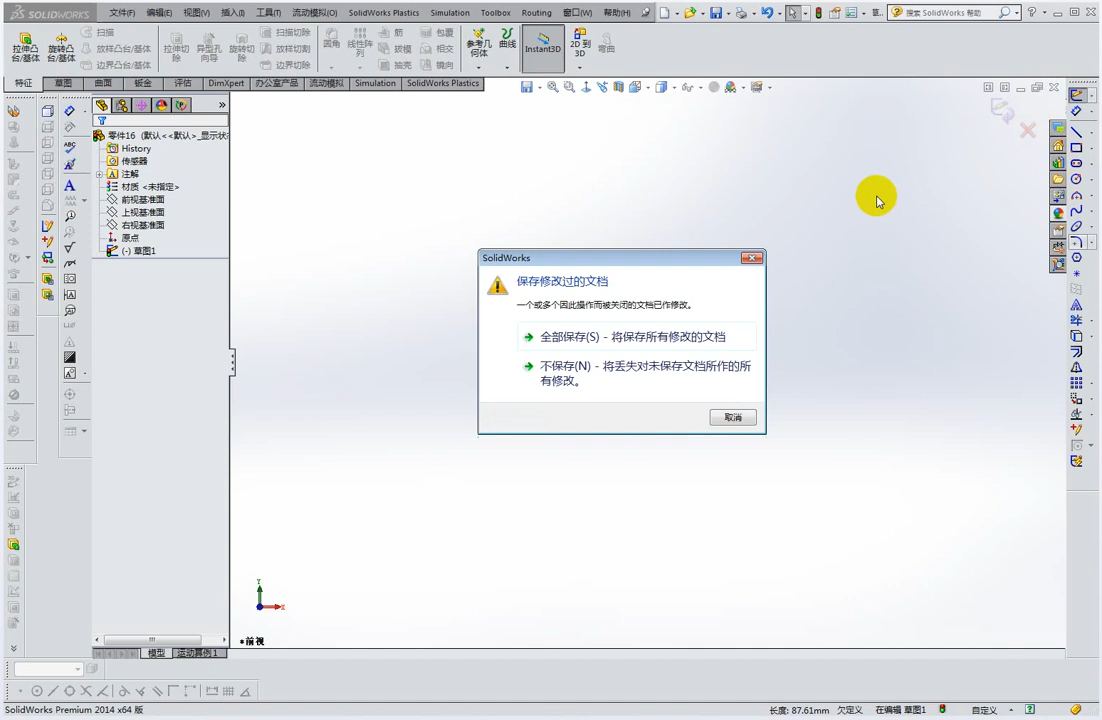 SOLIDWORKS 文件(F) 编辑(E) 视图(V) 插入(I) 工具(T) 流动模拟(O) SolidWorks Plastics Simulation Toolbox Routing 窗口(W) 帮助(H) 搜索 SolidWorks 帮助
拉伸凸台/基体 旋转凸台/基体 扫描 放样凸台/基体 边界凸台/基体 拉伸切除 异型孔向导 旋转切除 扫描切除 放样切割 边界切除 圆角 线性阵列 筋 拔模 抽壳 包覆 相交 镜向 参考几何体 曲线 Instant3D 2D 到 3D 弯曲
特征 草图 曲面 钣金 评估 DimXpert 办公室产品 流动模拟 Simulation SolidWorks Plastics
零件16 (默认<<默认>_显示状
History
传感器
注解
材质 <未指定>
前视基准面
上视基准面
右视基准面
原点
(-) 草图1
SolidWorks
保存修改过的文档
一个或多个因此操作而被关闭的文档已作修改。
全部保存(S) - 将保存所有修改的文档
不保存(N) - 将丢失对未保存文档所作的所
有修改。
取消
Y
X
*前视
模型 运动算例1
SolidWorks Premium 2014 x64 版 长度: 87.61mm 欠定义 在编辑 草图1 自定义